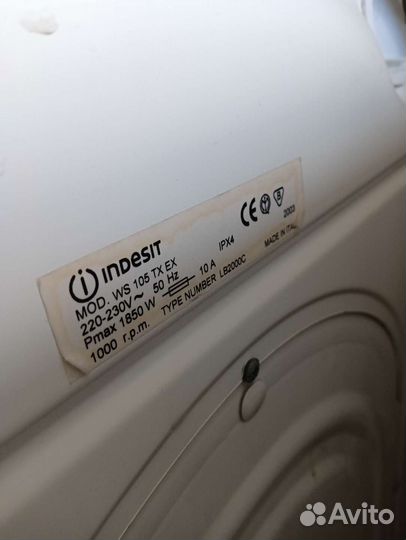 INDESIT
MOD. WS 105 TX EX
220-230V~ 50 Hz 10 A
Pmax 1850 W TYPE NUMBER LB2000C
1000 r.p.m.
IPX4
CE
2003
MADE IN ITAL
Avito